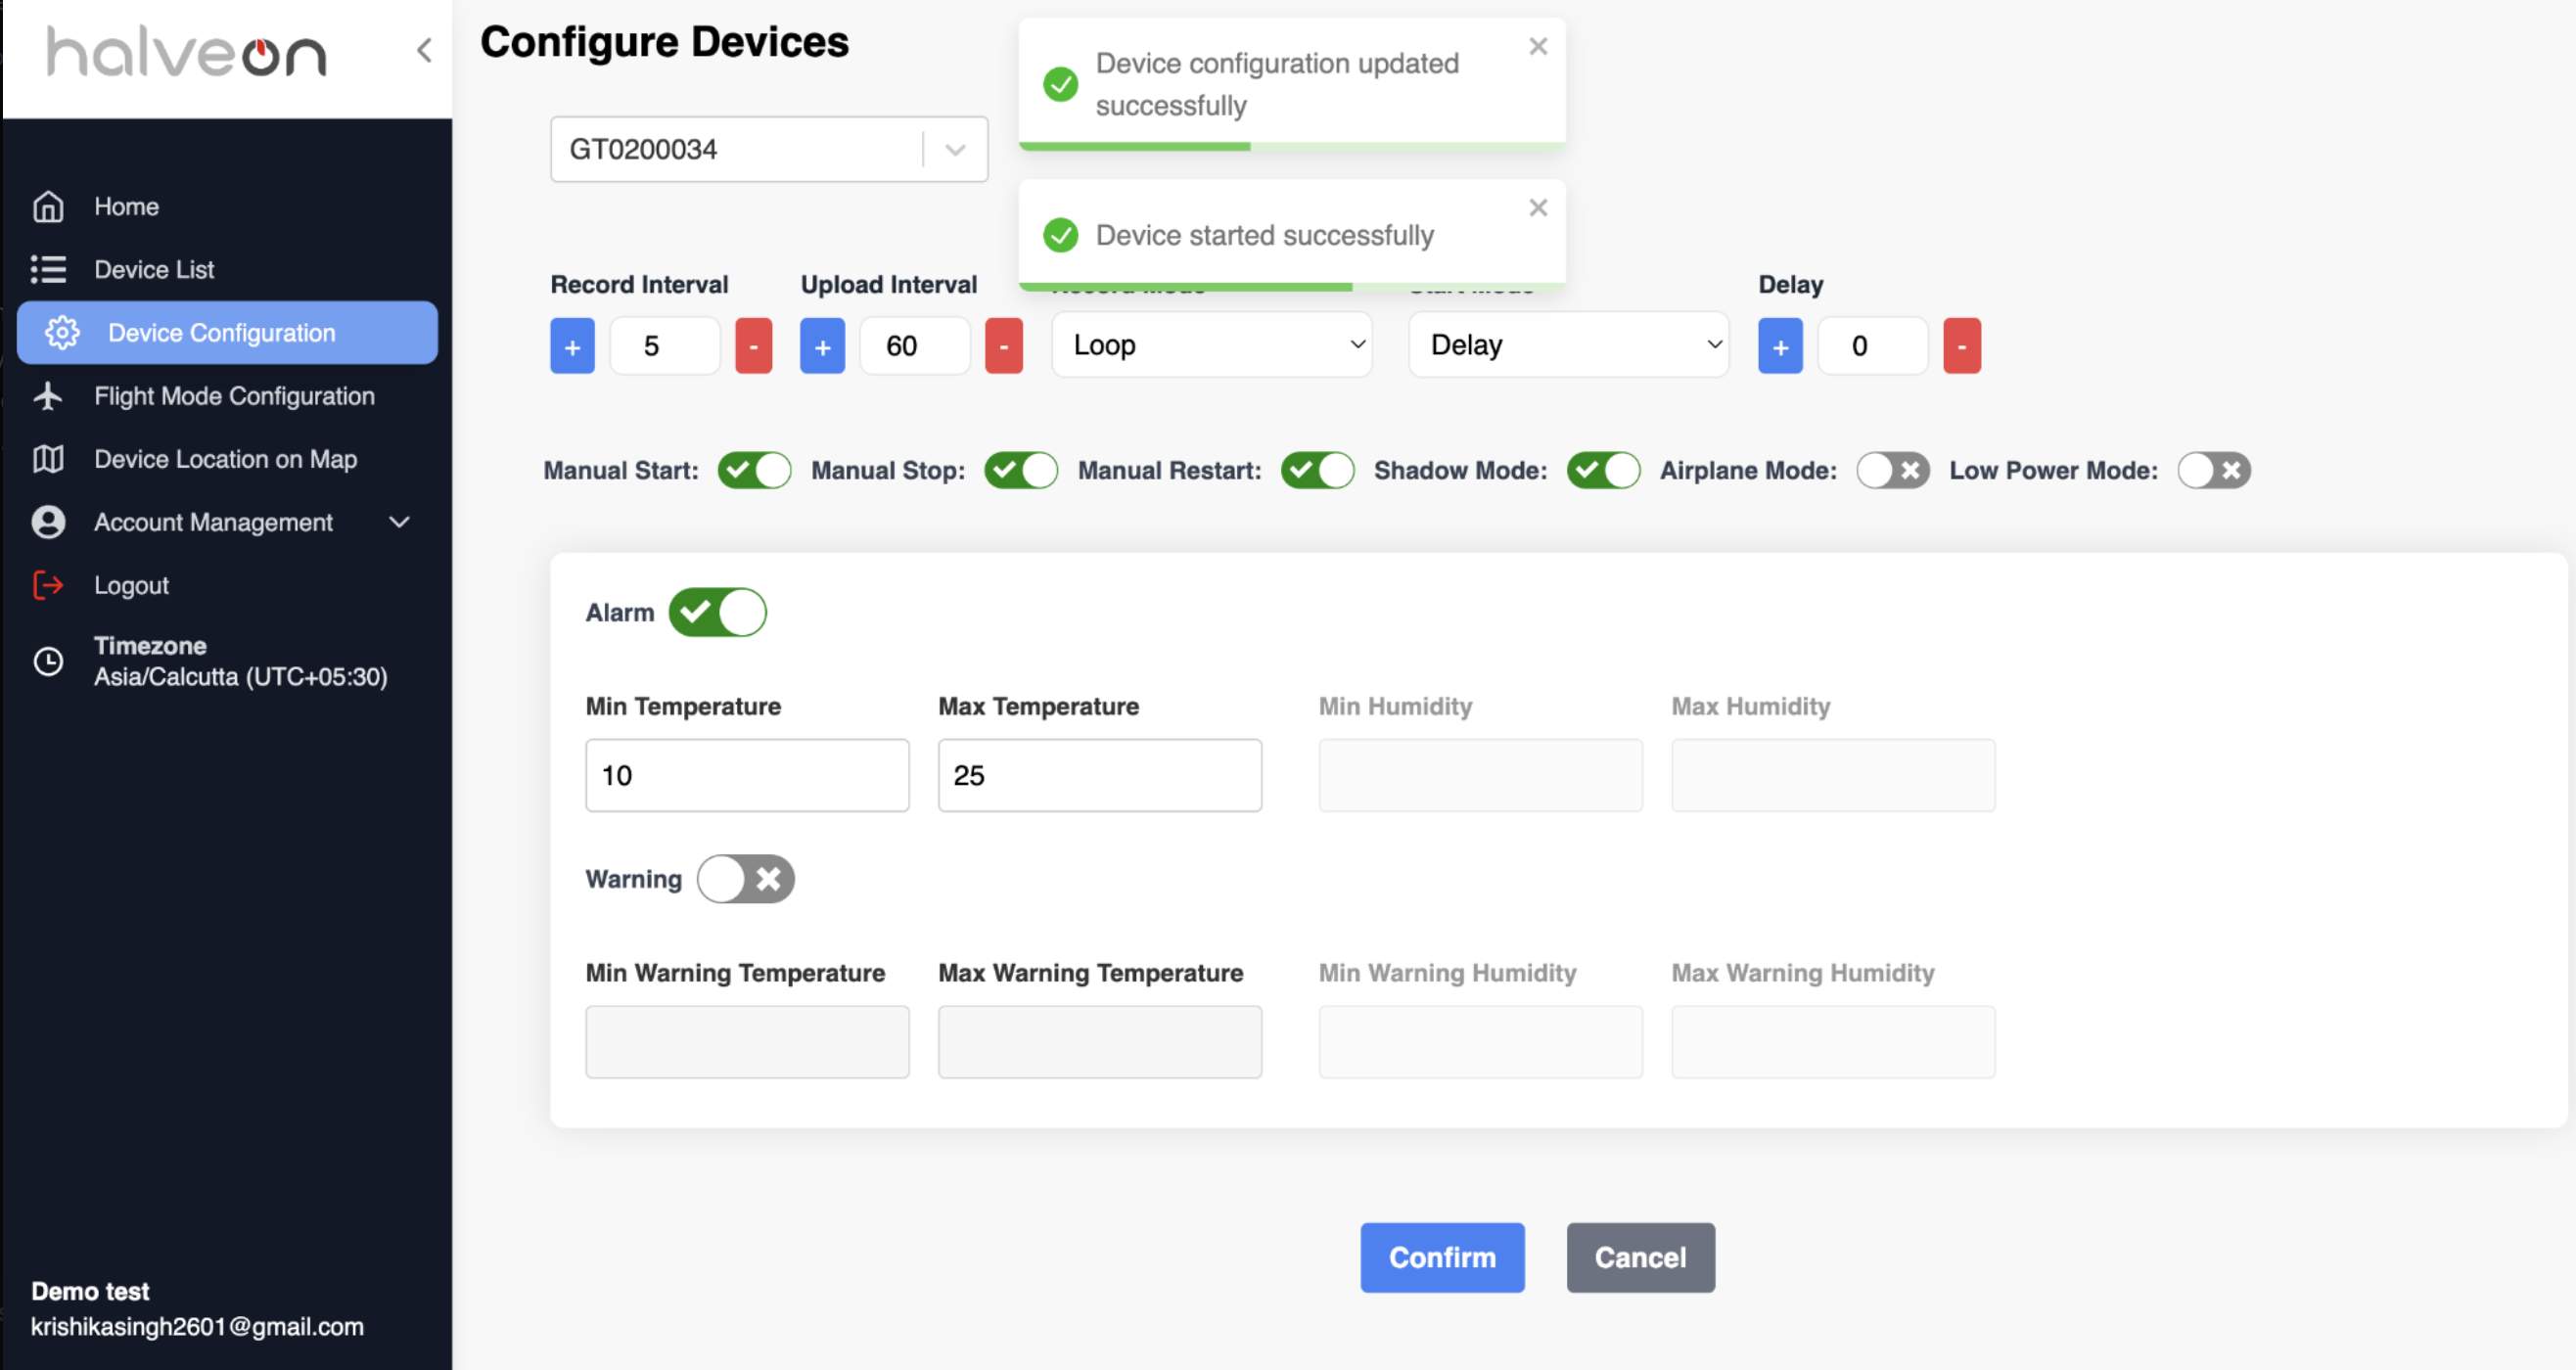 halveon
Home
Device List
Device Configuration
Flight Mode Configuration
Device Location on Map
Account Management
Logout
Timezone
Asia/Calcutta (UTC+05:30)
Demo test
krishikasingh2601@gmail.com
Configure Devices
Device configuration updated
successfully
Device started successfully
GT0200034
Record Interval
Upload Interval
Delay
+ 5 -
+ 60 -
Loop
Delay
+ 0 -
Manual Start:
Manual Stop:
Manual Restart:
Shadow Mode:
Airplane Mode:
Low Power Mode:
Alarm
Min Temperature
Max Temperature
Min Humidity
Max Humidity
10
25
Warning
Min Warning Temperature
Max Warning Temperature
Min Warning Humidity
Max Warning Humidity
Confirm
Cancel